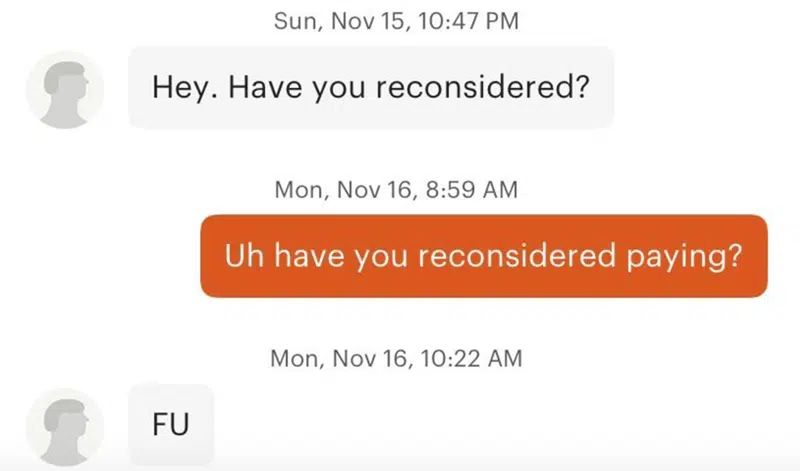 Sun, Nov 15, 10:47 PM
Hey. Have you reconsidered?
Mon, Nov 16, 8:59 AM
Uh have you reconsidered paying?
Mon, Nov 16, 10:22 AM
FU